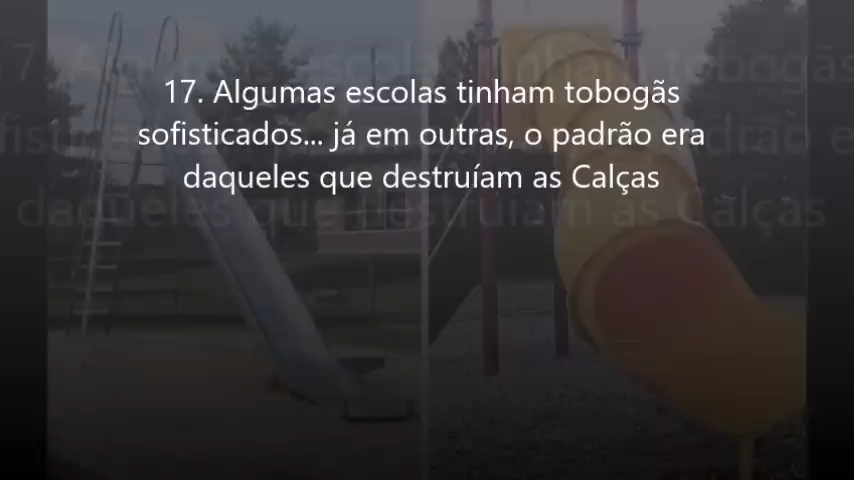 17. Algumas escolas tinham tobogãs
sofisticados... já em outras, o padrão era
daqueles que destruíam as Calças